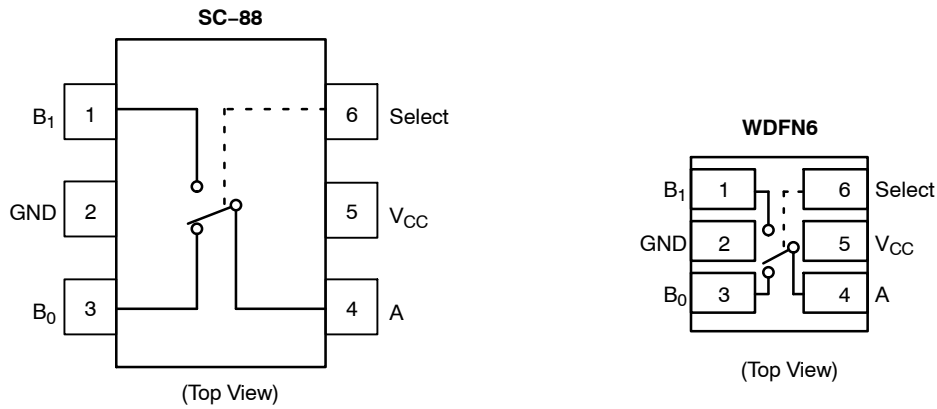 SC–88
B1 1 6 Select
GND 2 5 VCC
B0 3 4 A
(Top View)
WDFN6
B1 1 6 Select
GND 2 5 VCC
B0 3 4 A
(Top View)